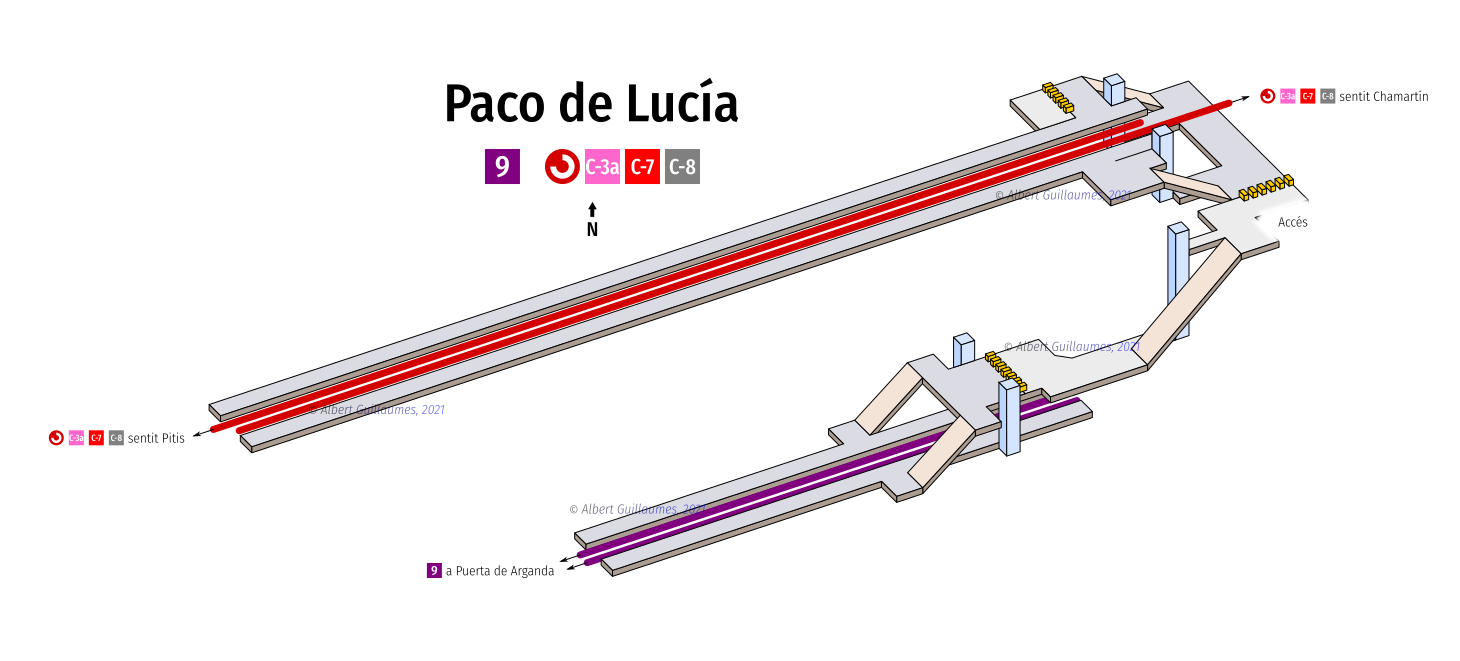 Paco de Lucía
9 C-3a C-7 C-8
N
C-3a C-7 C-8 sentit Chamartín
© Albert Guillaumes, 2021
Accés
© Albert Guillaumes, 2021
© Albert Guillaumes, 2021
C-3a C-7 C-8 sentit Pitis
© Albert Guillaumes, 2021
9 a Puerta de Arganda